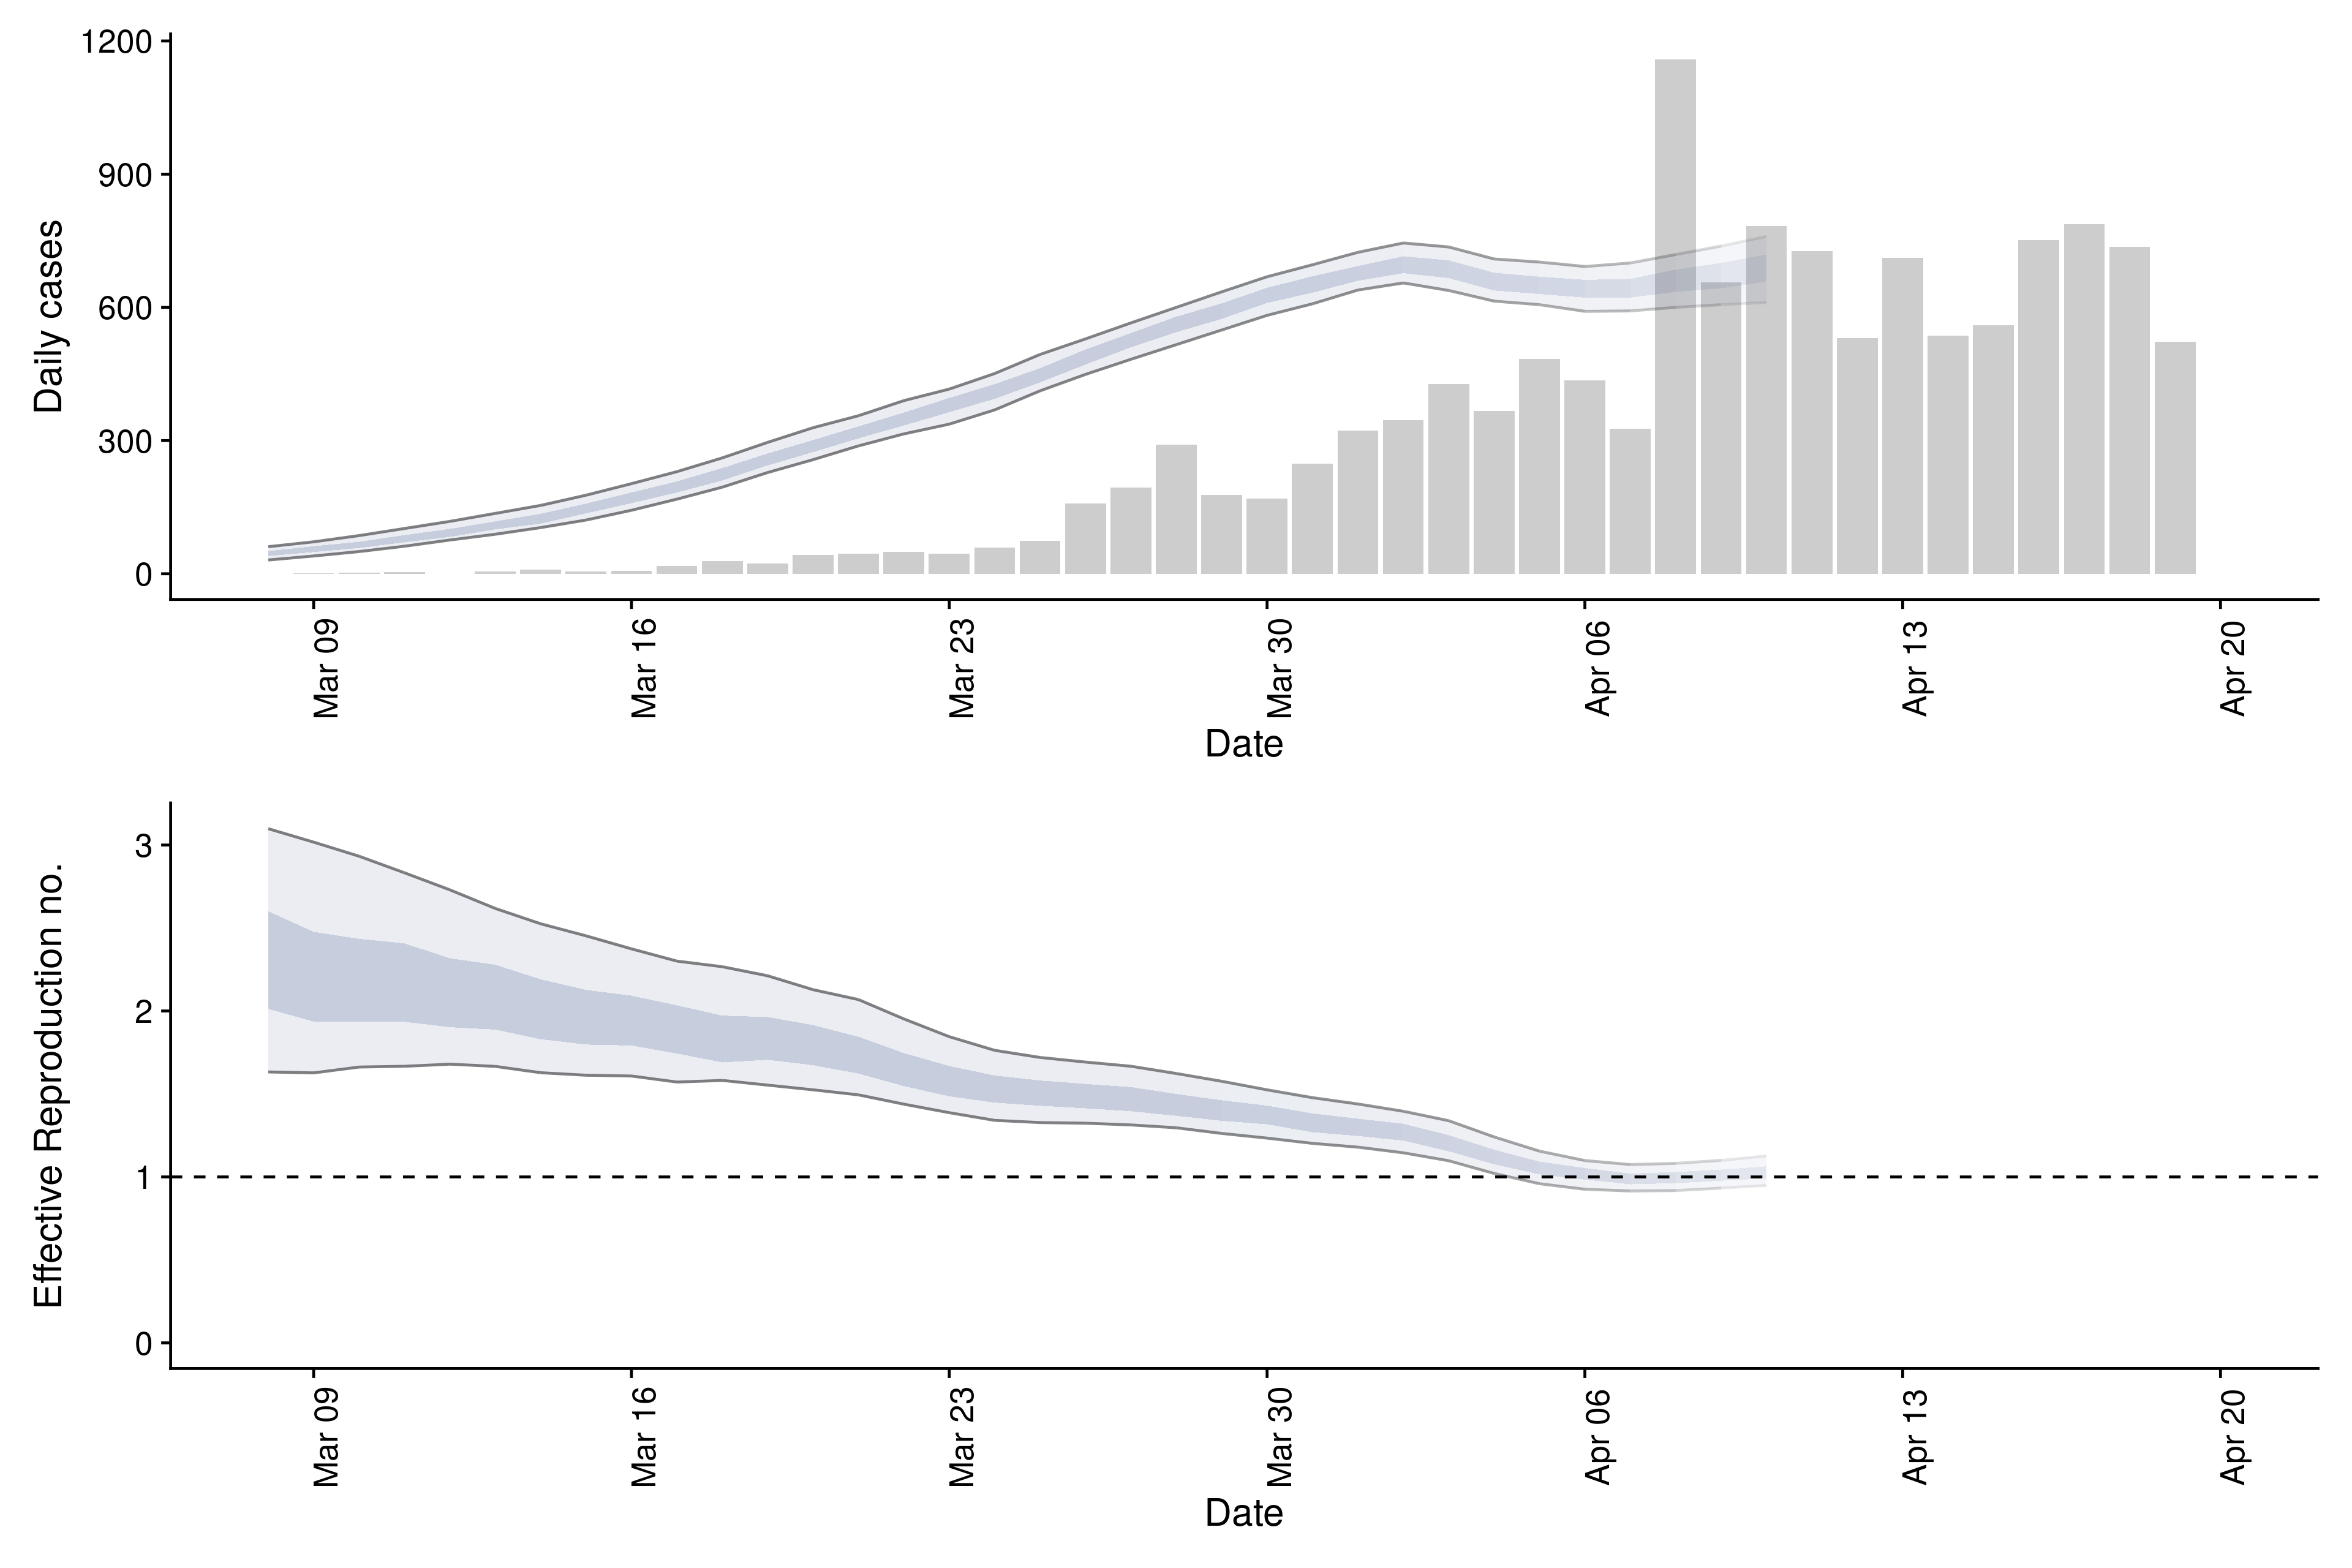 1200
900
600
300
0
Daily cases
Mar 09
Mar 16
Mar 23
Mar 30
Apr 06
Apr 13
Apr 20
Date
3
2
1
0
Effective Reproduction no.
Mar 09
Mar 16
Mar 23
Mar 30
Apr 06
Apr 13
Apr 20
Date